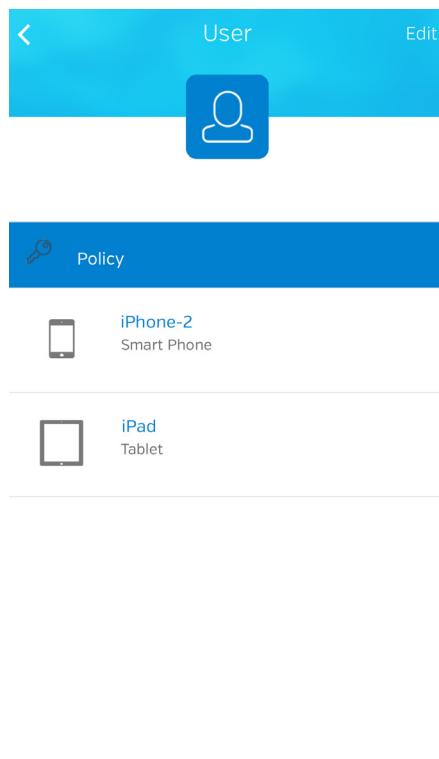 User
Edit
Policy
iPhone-2
Smart Phone
iPad
Tablet